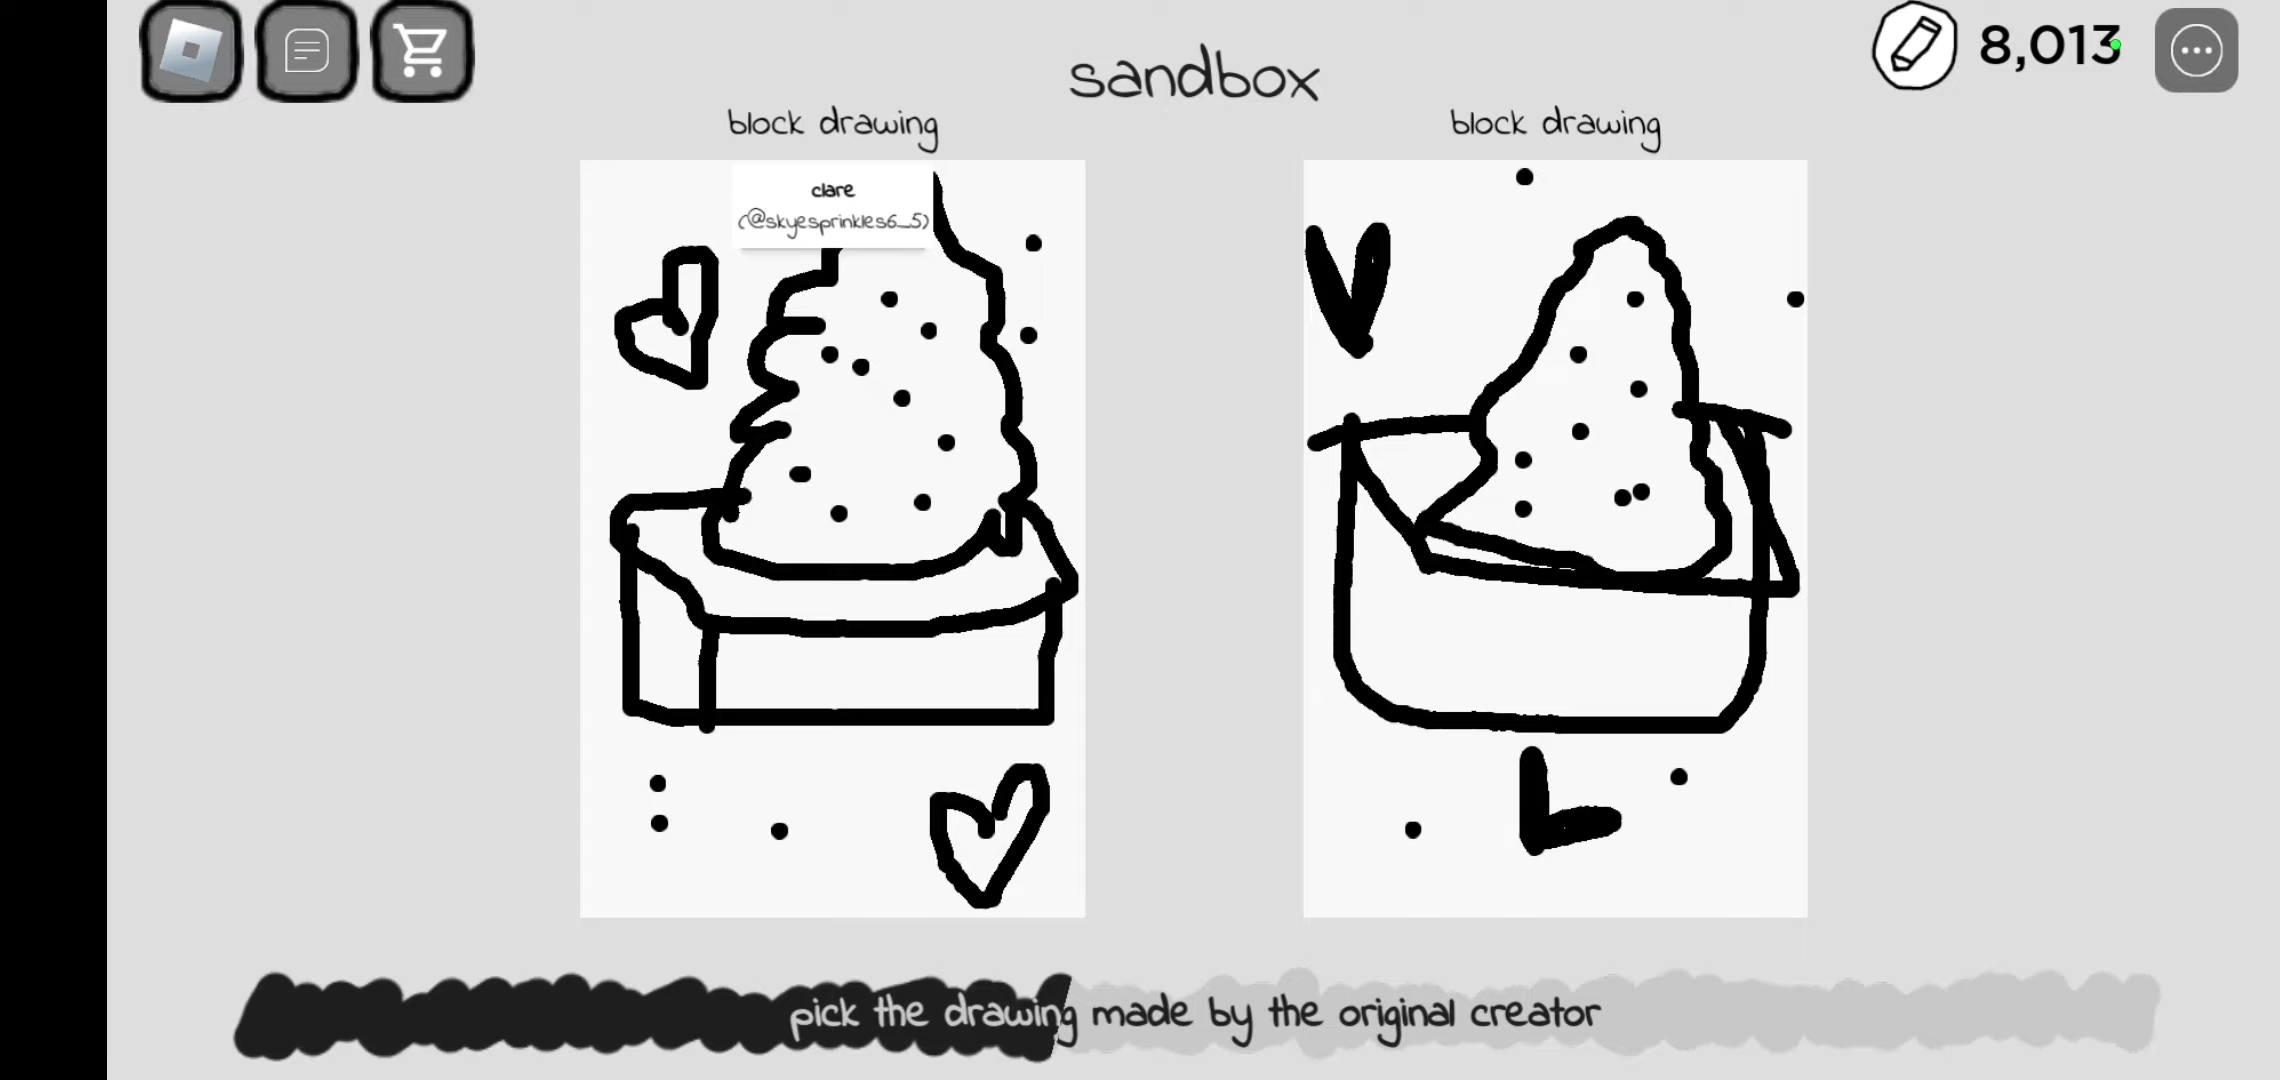 8,013
sandbox
block drawing
block drawing
clare
(@skyesprinkles6_5)
pick the drawing made by the original creator